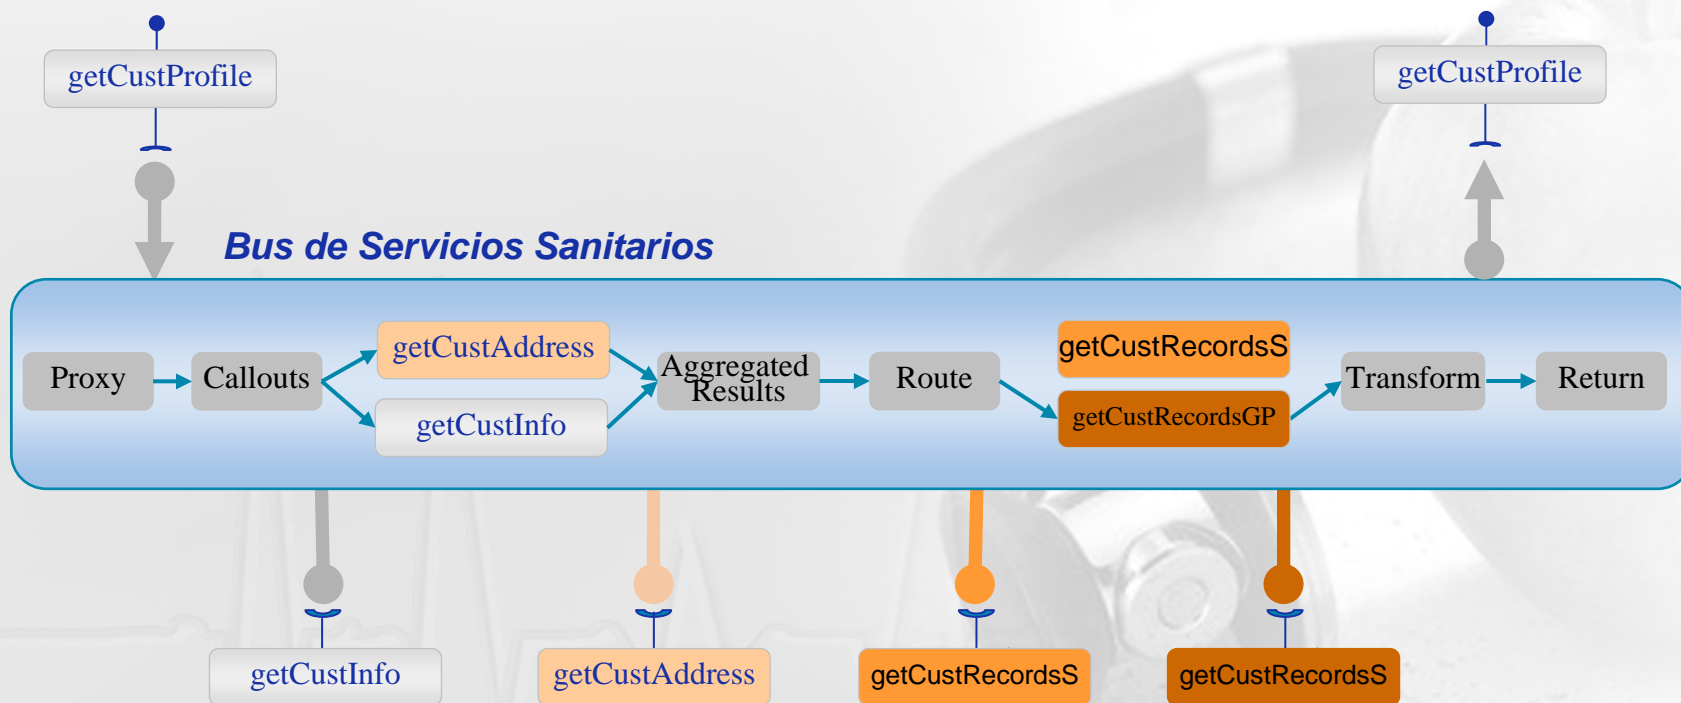 getCustProfile
getCustProfile
Bus de Servicios Sanitarios
Proxy
Callouts
getCustAddress
getCustInfo
Aggregated
Results
Route
getCustRecordsS
getCustRecordsGP
Transform
Return
getCustInfo
getCustAddress
getCustRecordsS
getCustRecordsS